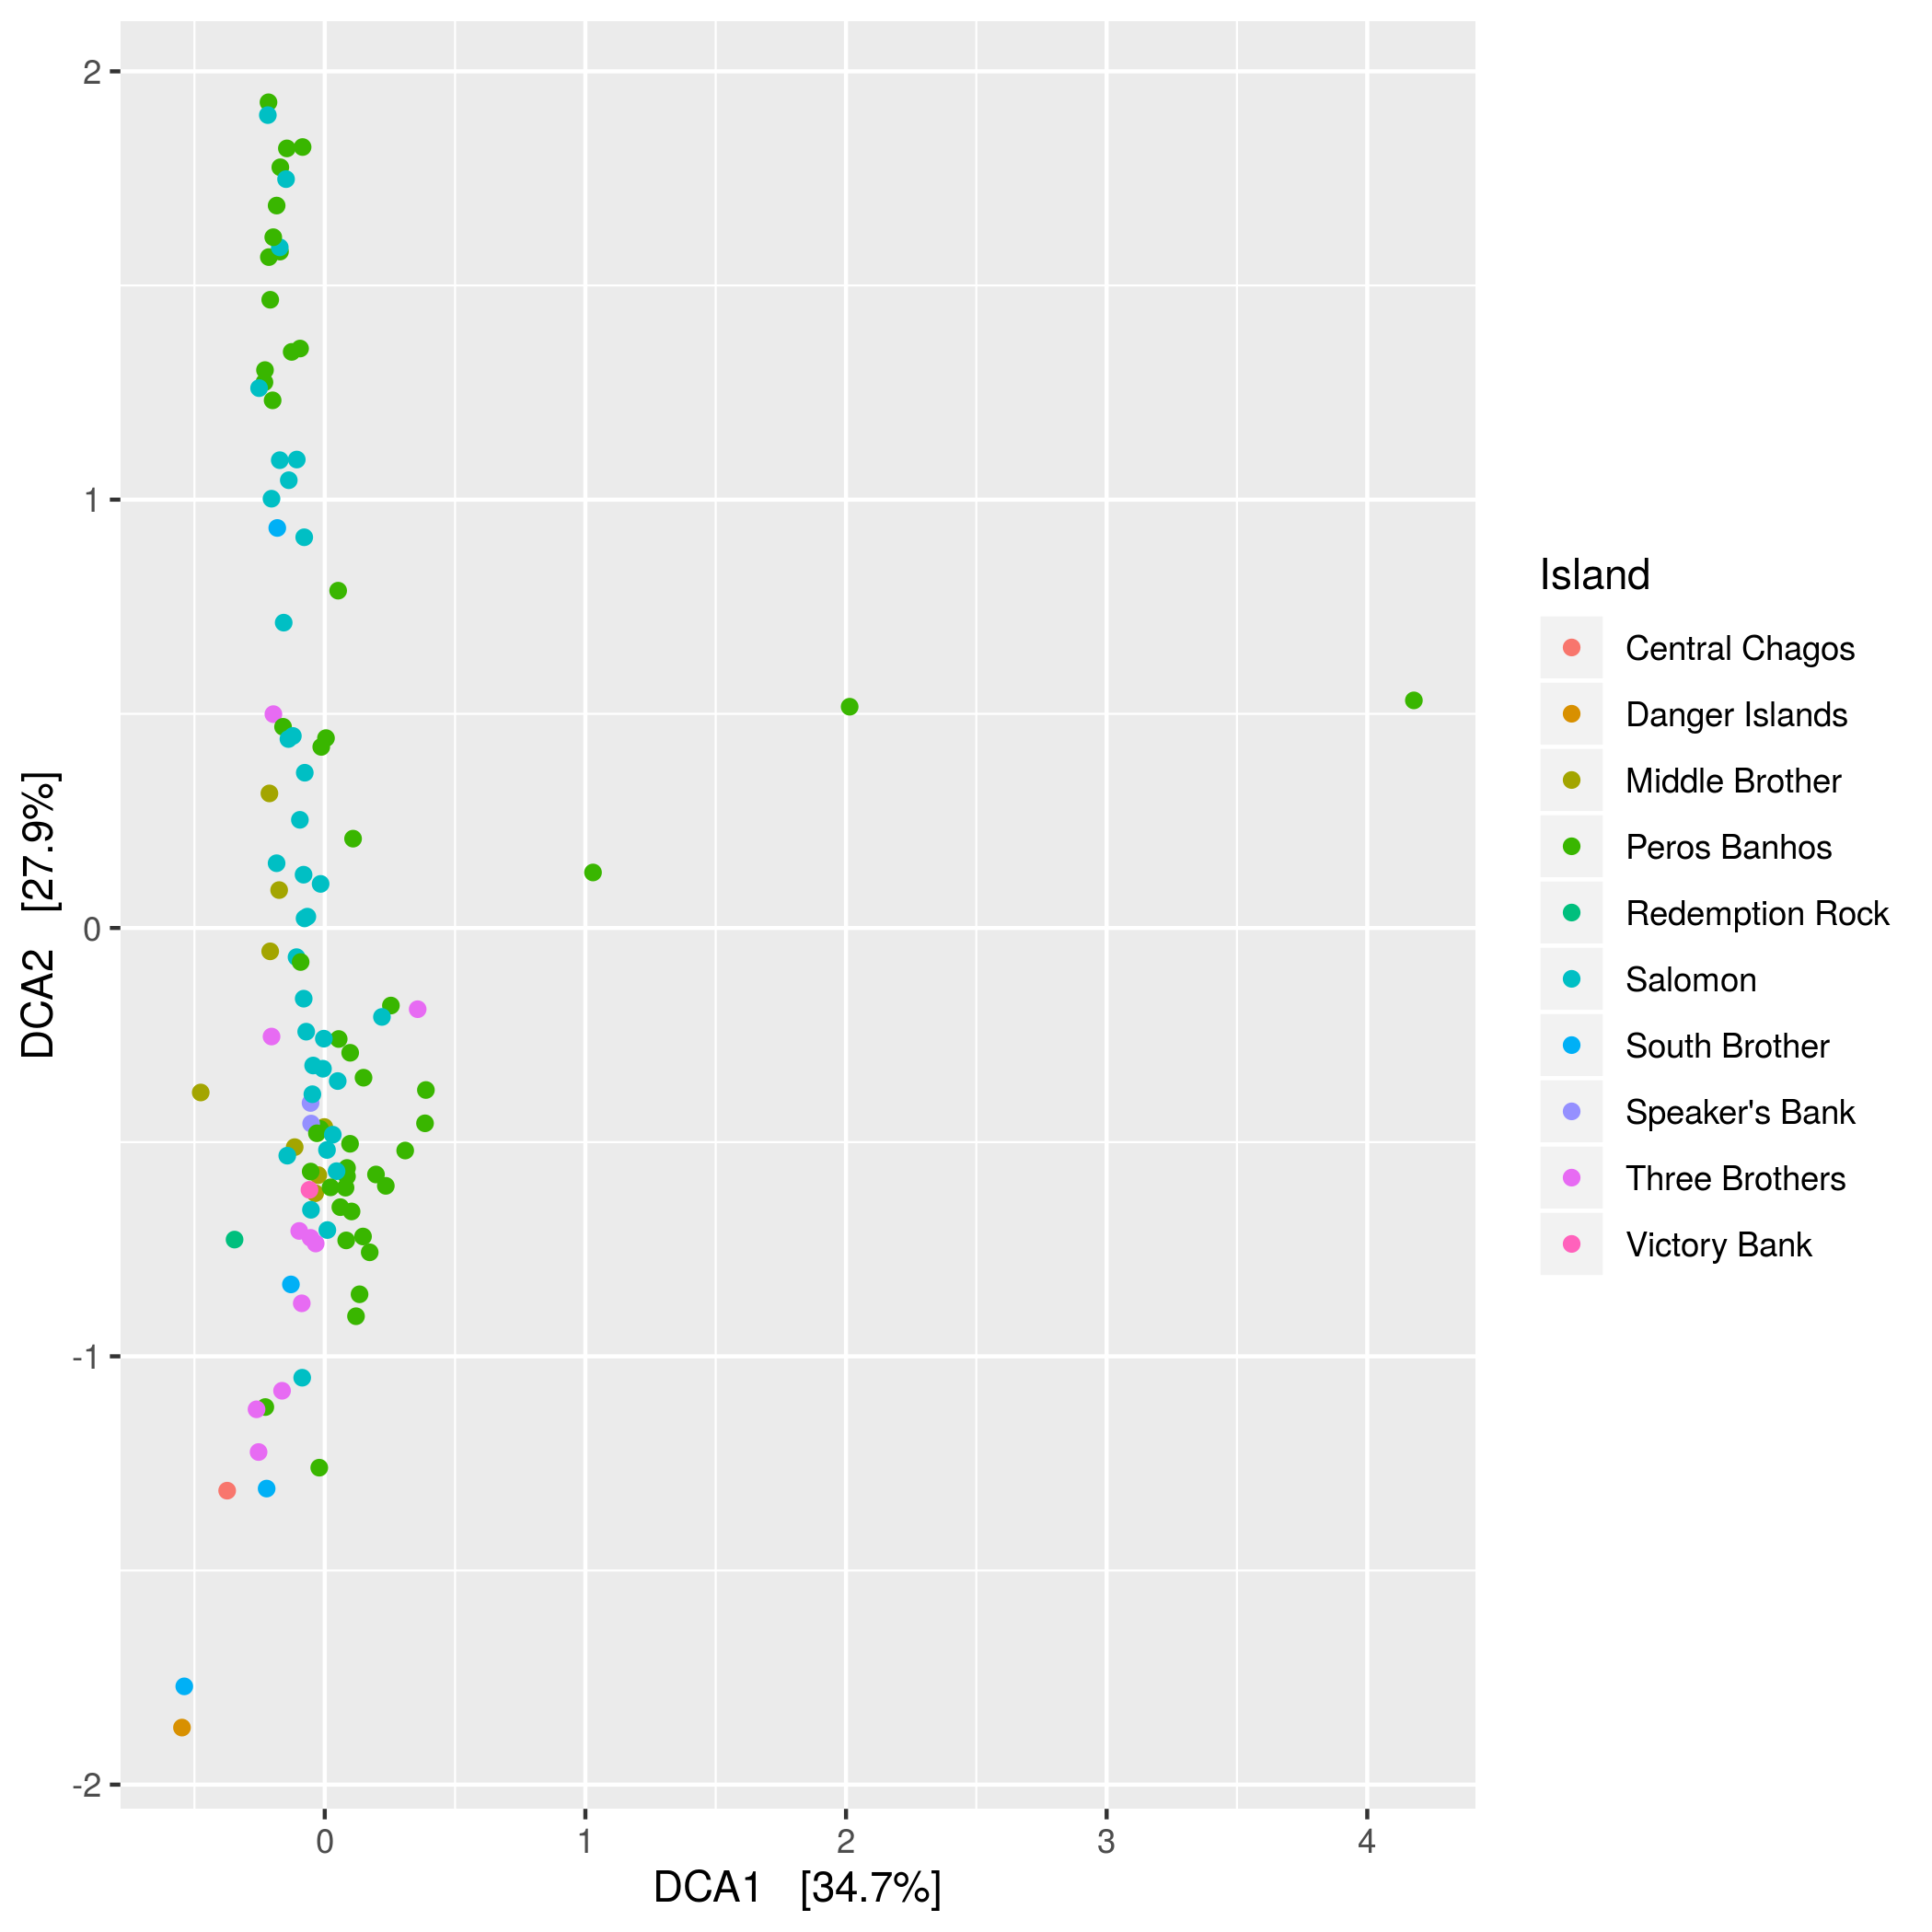 2
1
0
-1
-2
DCA2 [27.9%]
0 1 2 3 4
DCA1 [34.7%]
Island
Central Chagos
Danger Islands
Middle Brother
Peros Banhos
Redemption Rock
Salomon
South Brother
Speaker's Bank
Three Brothers
Victory Bank